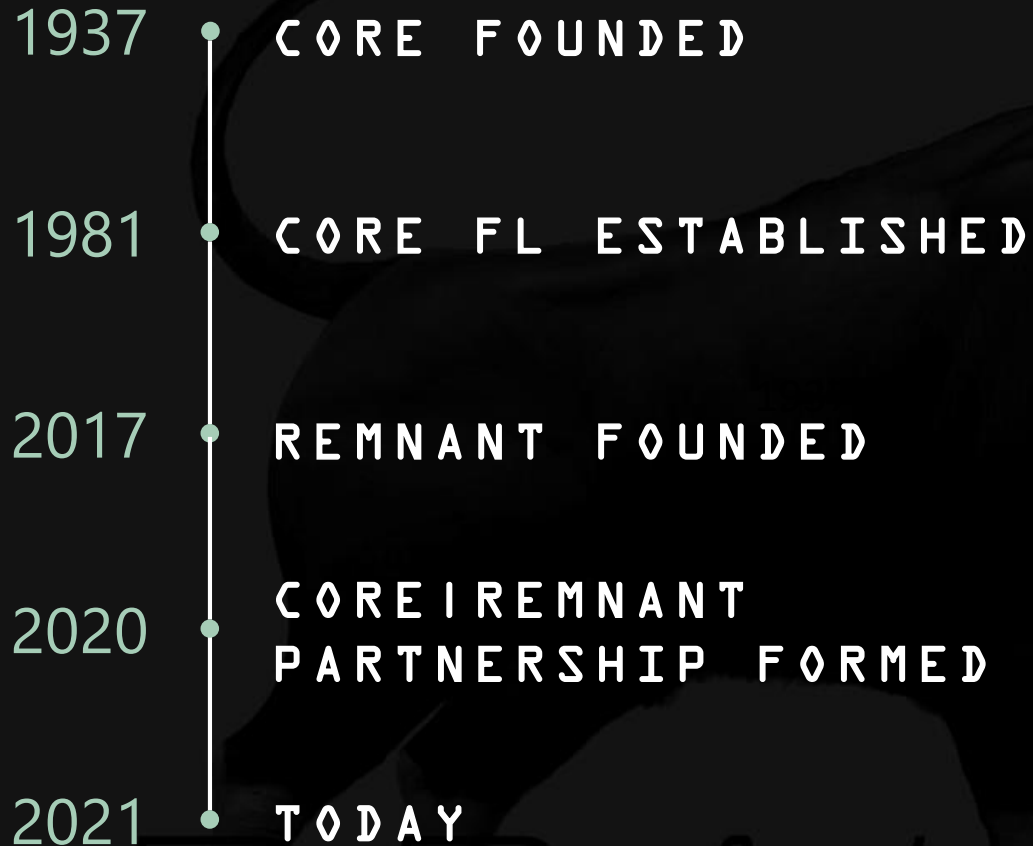 1937 CORE FOUNDED
1981 CORE FL ESTABLISHED
2017 REMNANT FOUNDED
2020 CORE|REMNANT
PARTNERSHIP FORMED
2021 TODAY